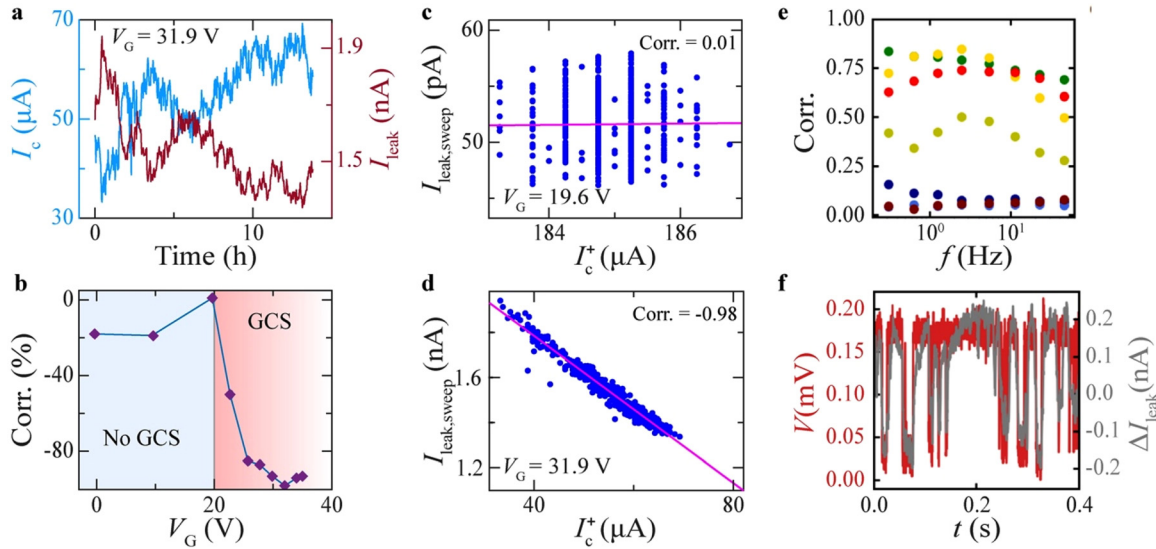 a
V_G = 31.9 V
70
50
30
I_c (µA)
1.9
1.5
I_leak (nA)
0
10
Time (h)
b
0
-40
-80
Corr. (%)
GCS
No GCS
0
20
40
V_G (V)
c
Corr. = 0.01
60
50
I_leak,sweep (pA)
V_G = 19.6 V
184
186
I_c^+ (µA)
d
Corr. = -0.98
1.6
1.2
I_leak,sweep (nA)
V_G = 31.9 V
40
80
I_c^+ (µA)
e
1.00
0.75
0.50
0.25
0.00
Corr.
10^0
10^1
f (Hz)
f
0.20
0.15
0.10
0.05
0.00
V(mV)
0.2
0.1
0.0
-0.1
-0.2
ΔI_leak(nA)
0.0
0.2
0.4
t (s)